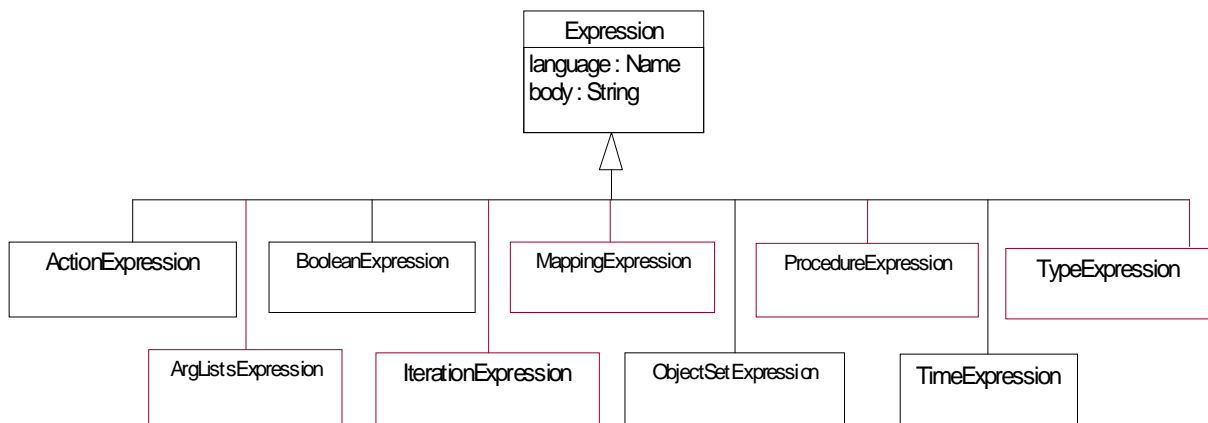 Expression
language : Name
body : String
ActionExpression
BooleanExpression
MappingExpression
ProcedureExpression
TypeExpression
ArgListsExpression
IterationExpression
ObjectSetExpression
TimeExpression